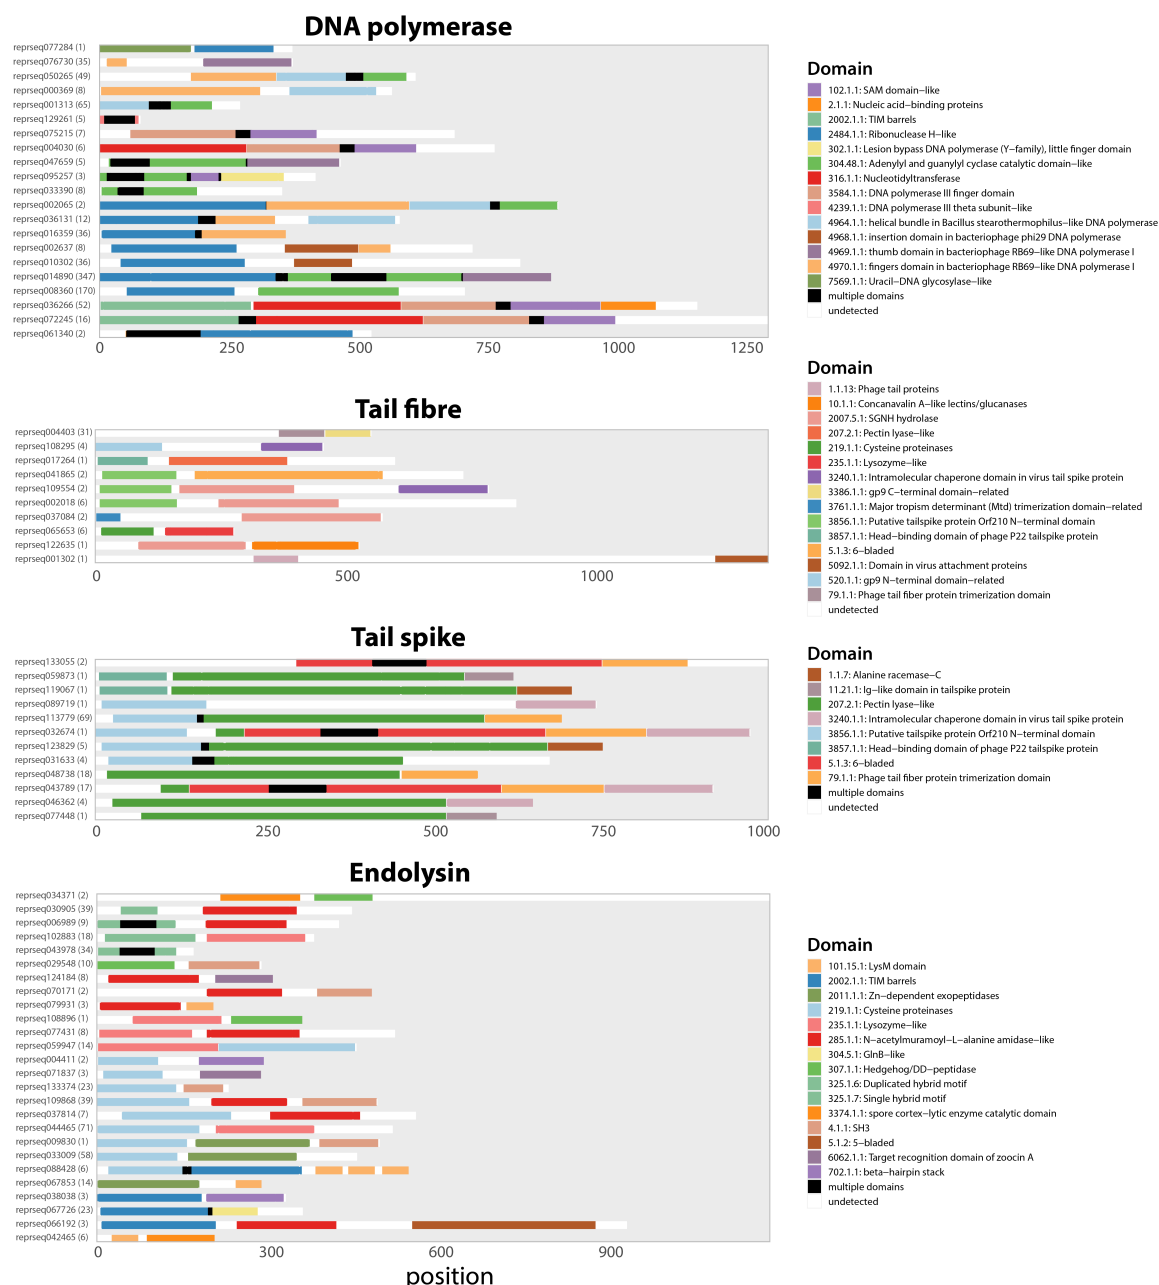 DNA polymerase
reprseq077284 (1)
reprseq076730 (35)
reprseq050265 (49)
reprseq000369 (8)
reprseq001313 (65)
reprseq129261 (5)
reprseq075215 (7)
reprseq004030 (6)
reprseq047659 (5)
reprseq095257 (3)
reprseq033390 (8)
reprseq002065 (2)
reprseq036131 (12)
reprseq016359 (36)
reprseq002637 (8)
reprseq010302 (36)
reprseq014890 (347)
reprseq008360 (170)
reprseq036266 (52)
reprseq072245 (16)
reprseq061340 (2)
0 250 500 750 1000 1250
Domain
102.1.1: SAM domain−like
2.1.1: Nucleic acid−binding proteins
2002.1.1: TIM barrels
2484.1.1: Ribonuclease H−like
302.1.1: Lesion bypass DNA polymerase (Y−family), little finger domain
304.48.1: Adenylyl and guanylyl cyclase catalytic domain−like
316.1.1: Nucleotidyltransferase
3584.1.1: DNA polymerase III finger domain
4239.1.1: DNA polymerase III theta subunit−like
4964.1.1: helical bundle in Bacillus stearothermophilus−like DNA polymerase
4968.1.1: insertion domain in bacteriophage phi29 DNA polymerase
4969.1.1: thumb domain in bacteriophage RB69−like DNA polymerase I
4970.1.1: fingers domain in bacteriophage RB69−like DNA polymerase I
7569.1.1: Uracil−DNA glycosylase−like
multiple domains
undetected
Tail fibre
reprseq004403 (31)
reprseq108295 (4)
reprseq017264 (1)
reprseq041865 (2)
reprseq109554 (2)
reprseq002018 (6)
reprseq037084 (2)
reprseq065653 (6)
reprseq122635 (1)
reprseq001302 (1)
0 500 1000
Domain
1.1.13: Phage tail proteins
10.1.1: Concanavalin A−like lectins/glucanases
2007.5.1: SGNH hydrolase
207.2.1: Pectin lyase−like
219.1.1: Cysteine proteinases
235.1.1: Lysozyme−like
3240.1.1: Intramolecular chaperone domain in virus tail spike protein
3386.1.1: gp9 C−terminal domain−related
3761.1.1: Major tropism determinant (Mtd) trimerization domain−related
3856.1.1: Putative tailspike protein Orf210 N−terminal domain
3857.1.1: Head−binding domain of phage P22 tailspike protein
5.1.3: 6−bladed
5092.1.1: Domain in virus attachment proteins
520.1.1: gp9 N−terminal domain−related
79.1.1: Phage tail fiber protein trimerization domain
undetected
Tail spike
reprseq133055 (2)
reprseq059873 (1)
reprseq119067 (1)
reprseq089719 (1)
reprseq113779 (69)
reprseq032674 (1)
reprseq123829 (5)
reprseq031633 (4)
reprseq048738 (18)
reprseq043789 (17)
reprseq046362 (4)
reprseq077448 (1)
0 250 500 750 1000
Domain
1.1.7: Alanine racemase−C
11.21.1: Ig−like domain in tailspike protein
207.2.1: Pectin lyase−like
3240.1.1: Intramolecular chaperone domain in virus tail spike protein
3856.1.1: Putative tailspike protein Orf210 N−terminal domain
3857.1.1: Head−binding domain of phage P22 tailspike protein
5.1.3: 6−bladed
79.1.1: Phage tail fiber protein trimerization domain
multiple domains
undetected
Endolysin
reprseq034371 (2)
reprseq030905 (39)
reprseq006989 (9)
reprseq102883 (18)
reprseq043978 (34)
reprseq029548 (10)
reprseq124184 (8)
reprseq070171 (2)
reprseq079931 (3)
reprseq108896 (1)
reprseq077431 (8)
reprseq059947 (14)
reprseq004411 (2)
reprseq071837 (3)
reprseq133374 (23)
reprseq109868 (39)
reprseq037814 (7)
reprseq044465 (71)
reprseq009830 (1)
reprseq033009 (58)
reprseq088428 (6)
reprseq067853 (14)
reprseq038038 (3)
reprseq067726 (23)
reprseq066192 (3)
reprseq042465 (6)
0 300 600 900
position
Domain
101.15.1: LysM domain
2002.1.1: TIM barrels
2011.1.1: Zn−dependent exopeptidases
219.1.1: Cysteine proteinases
235.1.1: Lysozyme−like
285.1.1: N−acetylmuramoyl−L−alanine amidase−like
304.5.1: GlnB−like
307.1.1: Hedgehog/DD−peptidase
325.1.6: Duplicated hybrid motif
325.1.7: Single hybrid motif
3374.1.1: spore cortex−lytic enzyme catalytic domain
4.1.1: SH3
5.1.2: 5−bladed
6062.1.1: Target recognition domain of zoocin A
702.1.1: beta−hairpin stack
multiple domains
undetected